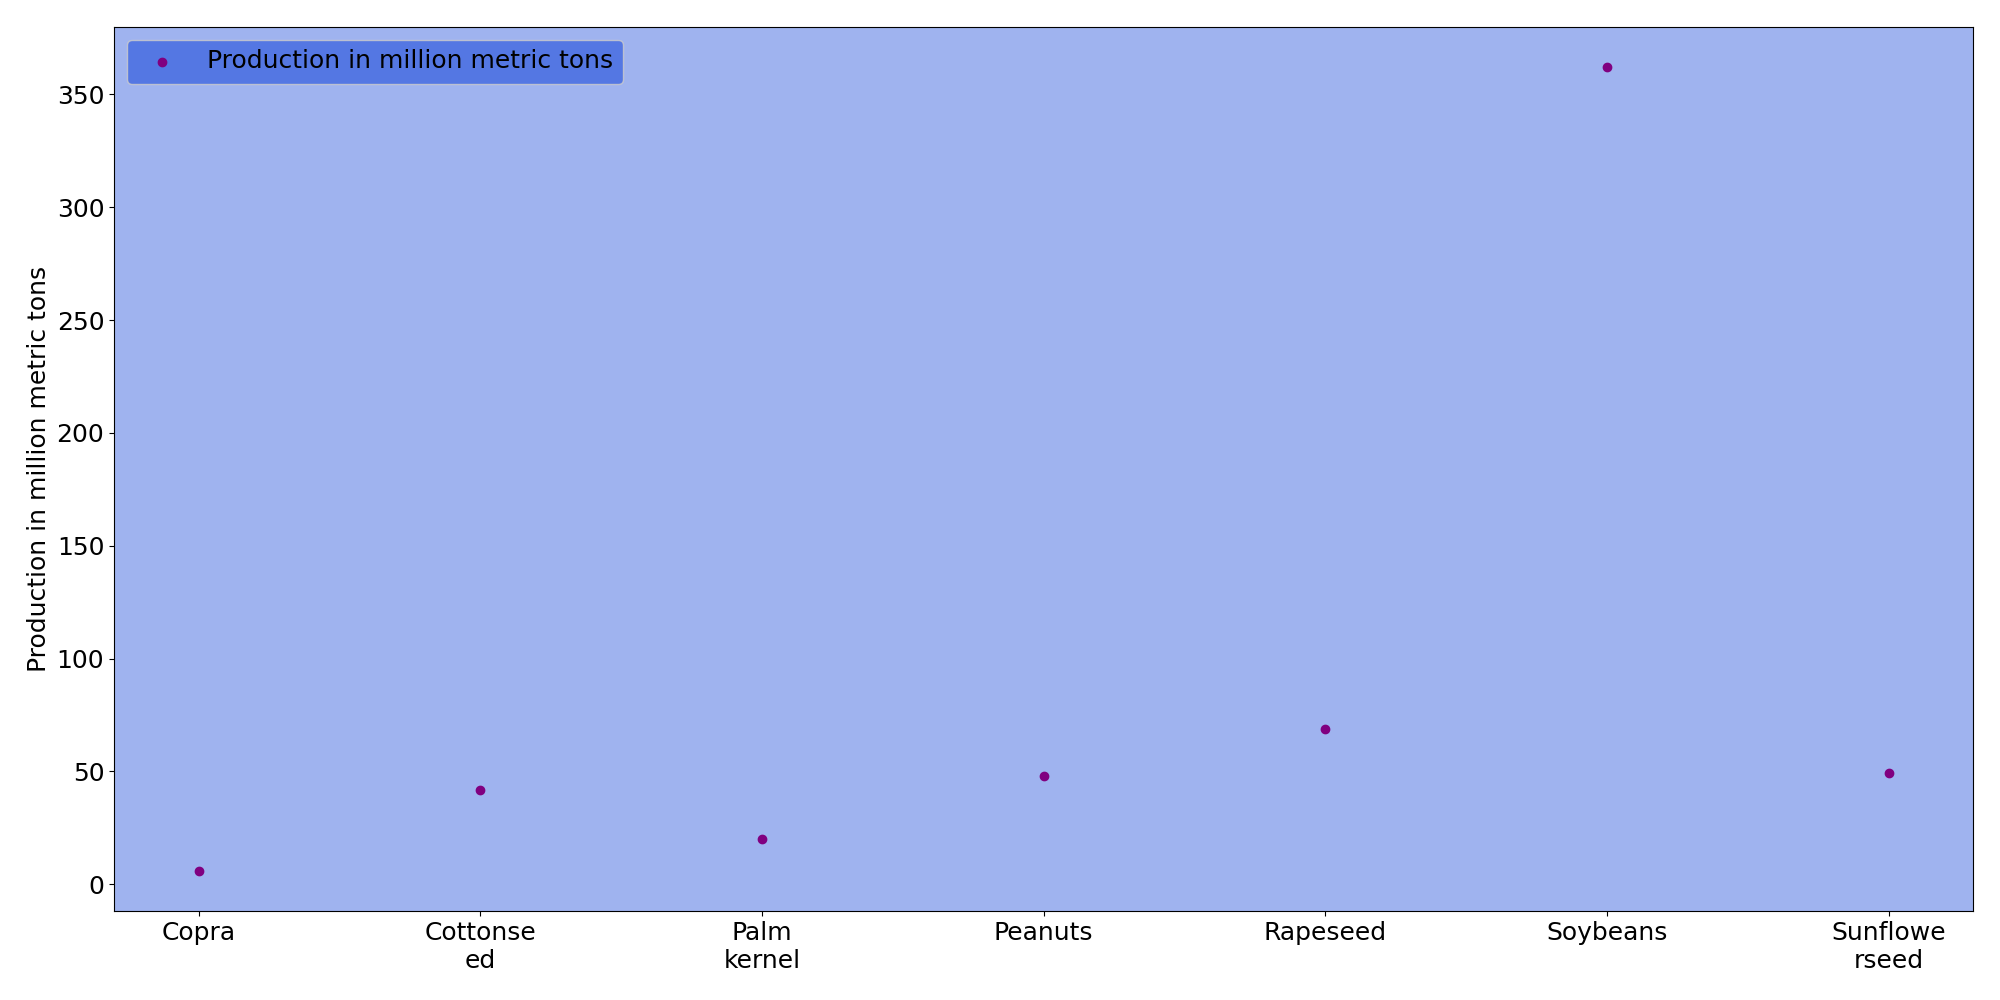 Production in million metric tons
Production in million metric tons
350
300
250
200
150
100
50
0
Copra
Cottonse
ed
Palm
kernel
Peanuts
Rapeseed
Soybeans
Sunflowe
rseed